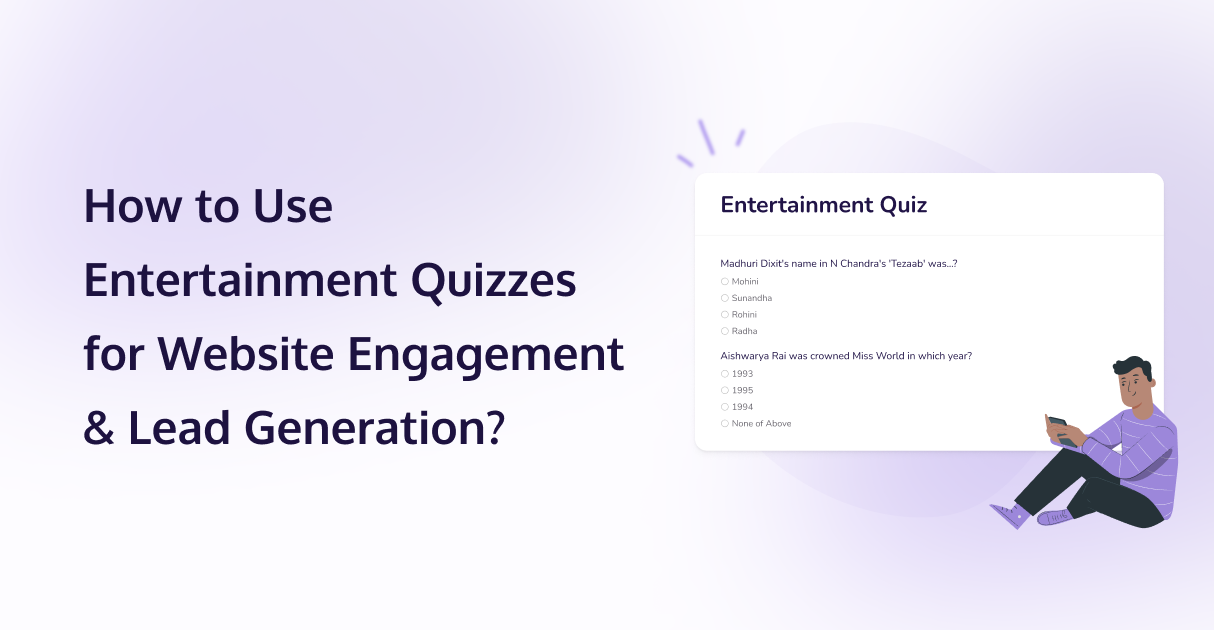 How to Use
Entertainment Quizzes
for Website Engagement
& Lead Generation?
Entertainment Quiz
Madhuri Dixit's name in N Chandra's 'Tezaab' was...?
Mohini
Sunandha
Rohini
Radha
Aishwarya Rai was crowned Miss World in which year?
1993
1995
1994
None of Above